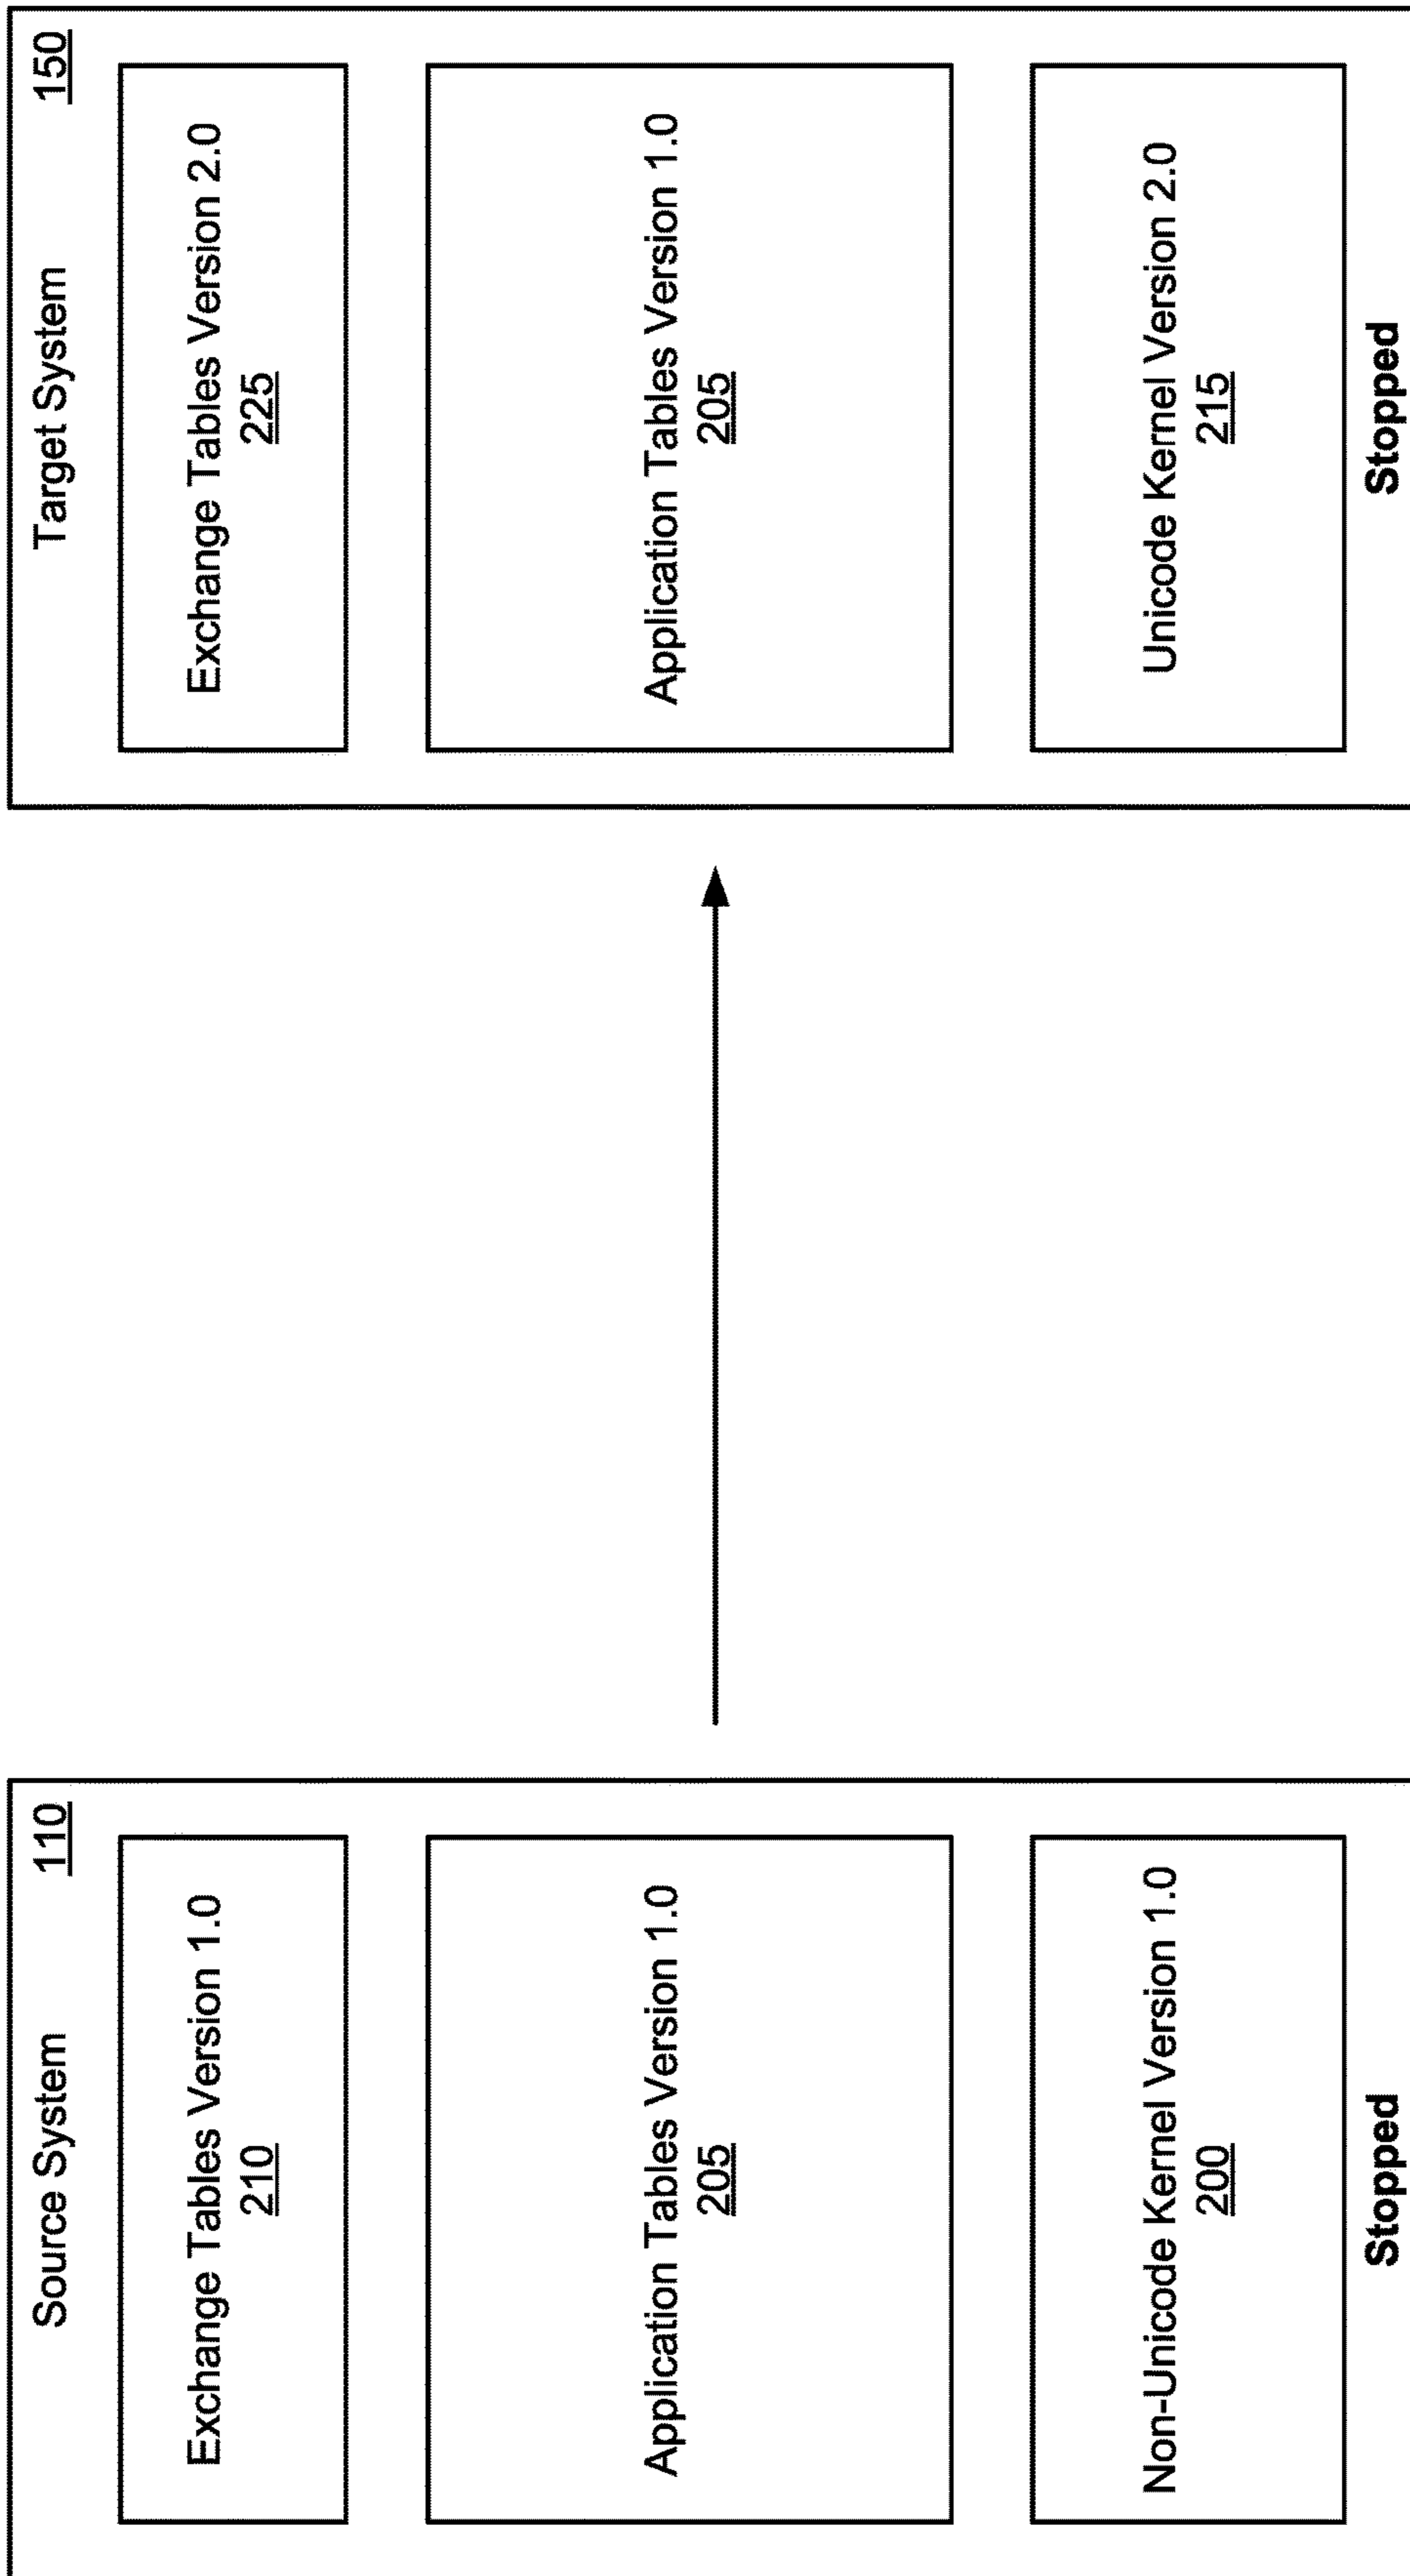 Source System
110
Exchange Tables Version 1.0
210
Application Tables Version 1.0
205
Non-Unicode Kernel Version 1.0
200
Stopped
Target System
150
Exchange Tables Version 2.0
225
Application Tables Version 1.0
205
Unicode Kernel Version 2.0
215
Stopped